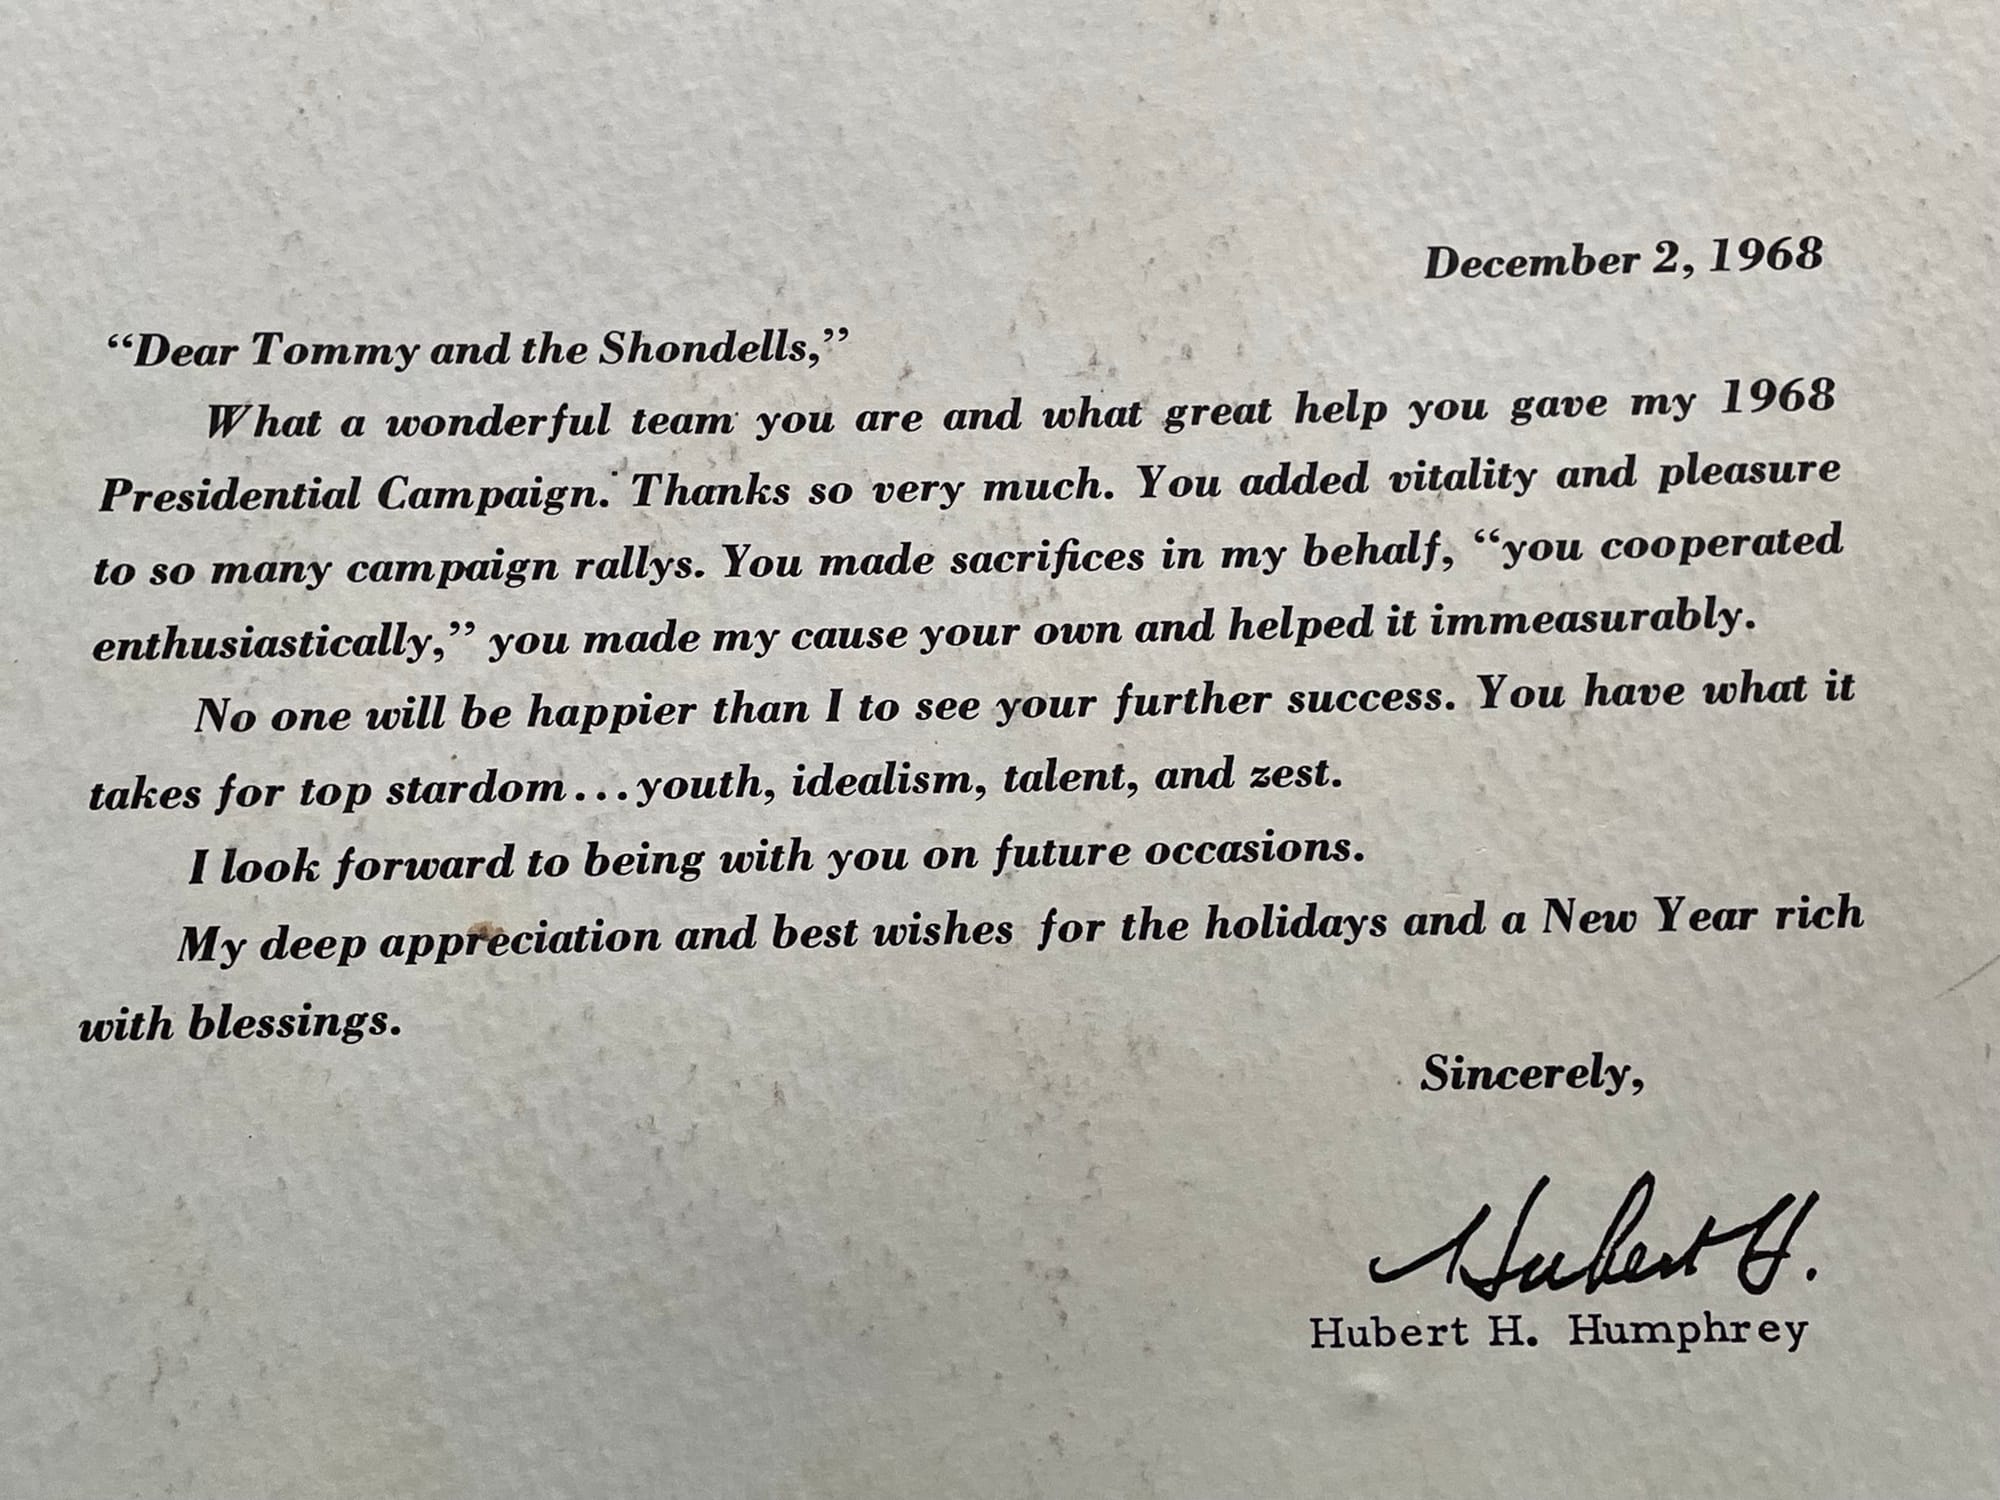 December 2, 1968
“Dear Tommy and the Shondells,”
What a wonderful team you are and what great help you gave my 1968
Presidential Campaign. Thanks so very much. You added vitality and pleasure
to so many campaign rallys. You made sacrifices in my behalf, “you cooperated
enthusiastically,” you made my cause your own and helped it immeasurably.
No one will be happier than I to see your further success. You have what it
takes for top stardom...youth, idealism, talent, and zest.
I look forward to being with you on future occasions.
My deep appreciation and best wishes for the holidays and a New Year rich
with blessings.
Sincerely,
Hubert H.
Hubert H. Humphrey